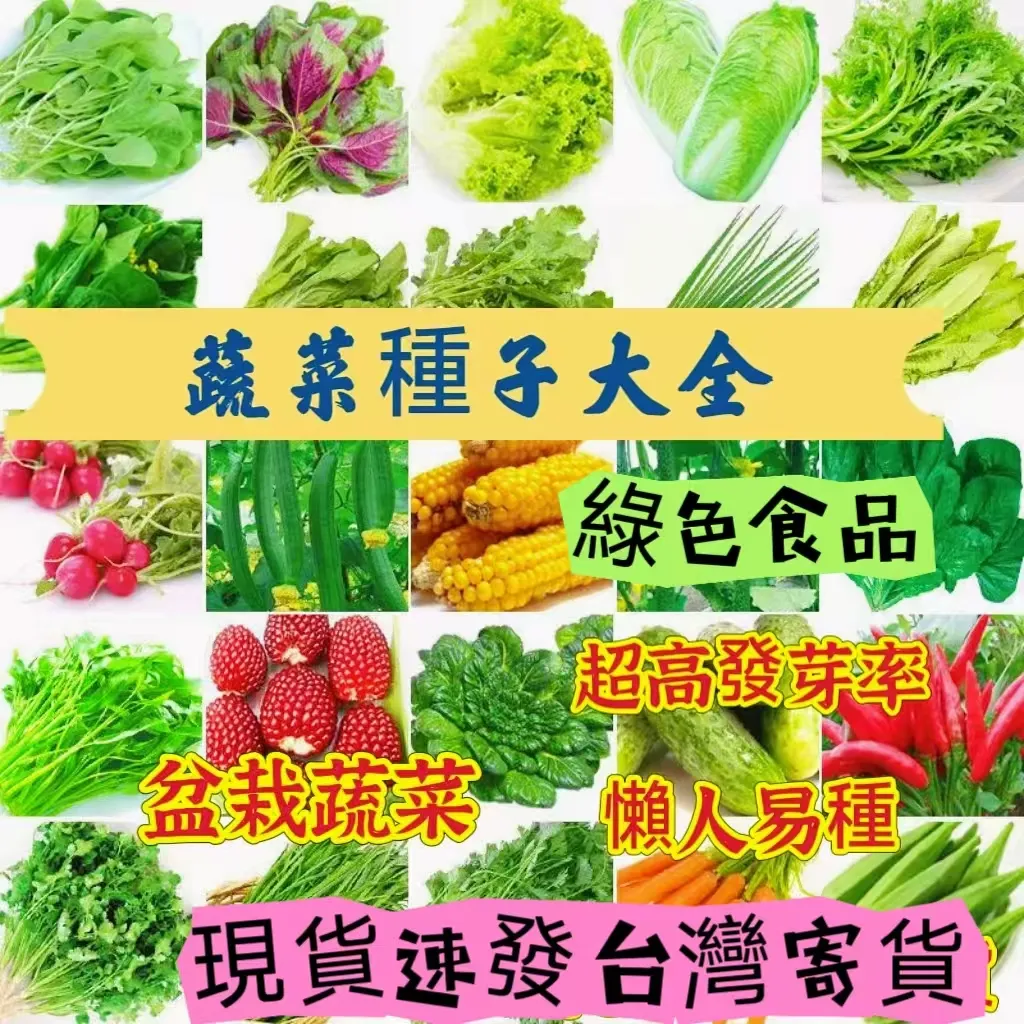 蔬菜種子大全
綠色食品
超高發芽率
盆栽蔬菜
懶人易種
現貨速發台灣寄貨